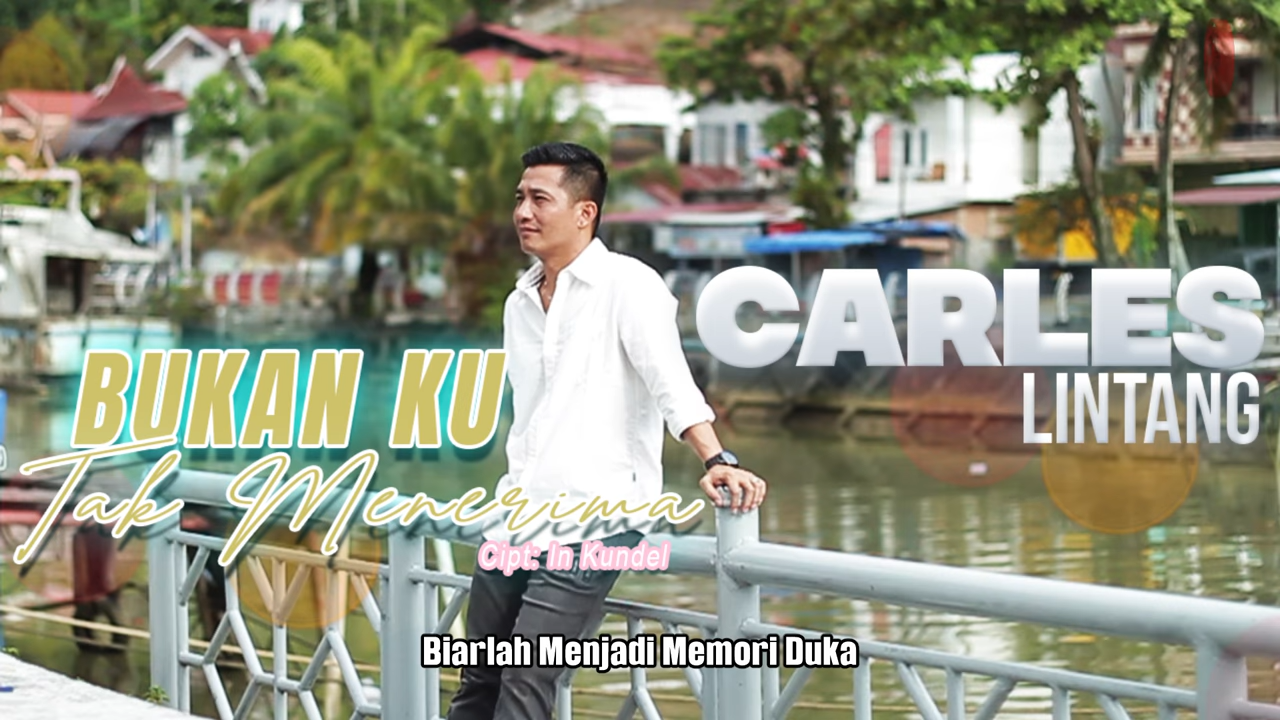 BUKAN KU
Tak Menerima
Cipt: In Kundel
CARLES
LINTANG
Biarlah Menjadi Memori Duka